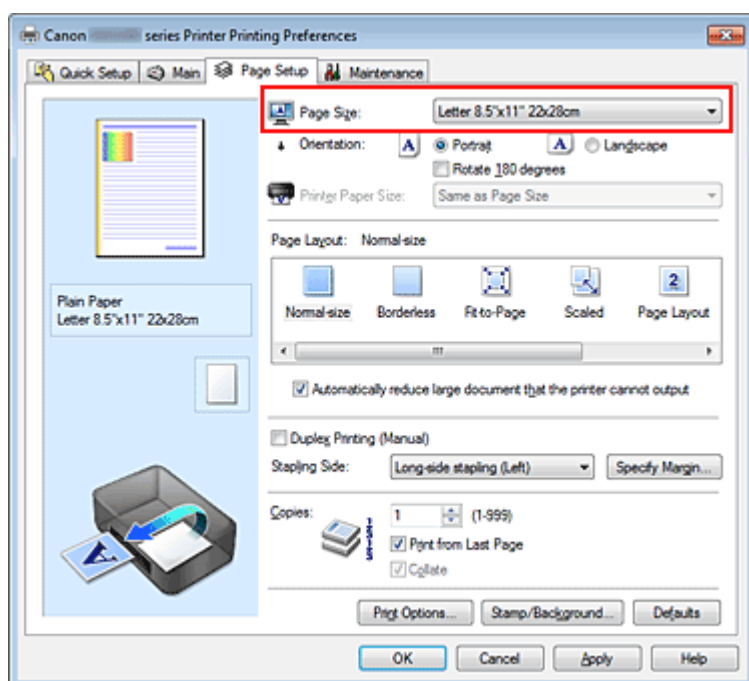 Canon series Printer Printing Preferences
Quick Setup Main Page Setup Maintenance
Page Size: Letter 8.5"x11" 22x28cm
Orientation: A Portrait A Landscape
Rotate 180 degrees
Printer Paper Size: Same as Page Size
Page Layout: Normal-size
2
Normal-size Borderless Fit-to-Page Scaled Page Layout
Plain Paper
Letter 8.5"x11" 22x28cm
Automatically reduce large document that the printer cannot output
Duplex Printing (Manual)
Stapling Side: Long-side stapling (Left) Specify Margin...
Copies: 1 (1-999)
Print from Last Page
Collate
A
Print Options... Stamp/Background... Defaults
OK Cancel Apply Help